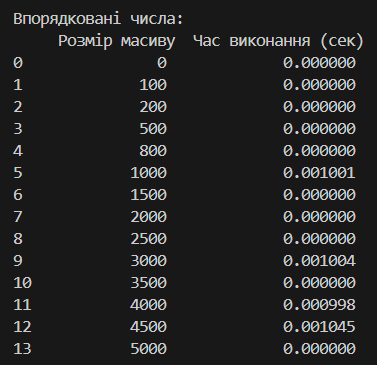 Впорядковані числа:
Розмір масиву Час виконання (сек)
0 0 0.000000
1 100 0.000000
2 200 0.000000
3 500 0.000000
4 800 0.000000
5 1000 0.001001
6 1500 0.000000
7 2000 0.000000
8 2500 0.000000
9 3000 0.001004
10 3500 0.000000
11 4000 0.000998
12 4500 0.001045
13 5000 0.000000